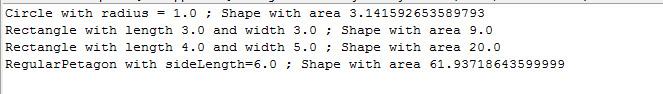 Circle with radius = 1.0 ; Shape with area 3.141592653589793
Rectangle with length 3.0 and width 3.0 ; Shape with area 9.0
Rectangle with length 4.0 and width 5.0 ; Shape with area 20.0
RegularPetagon with sideLength=6.0 ; Shape with area 61.93718643599999